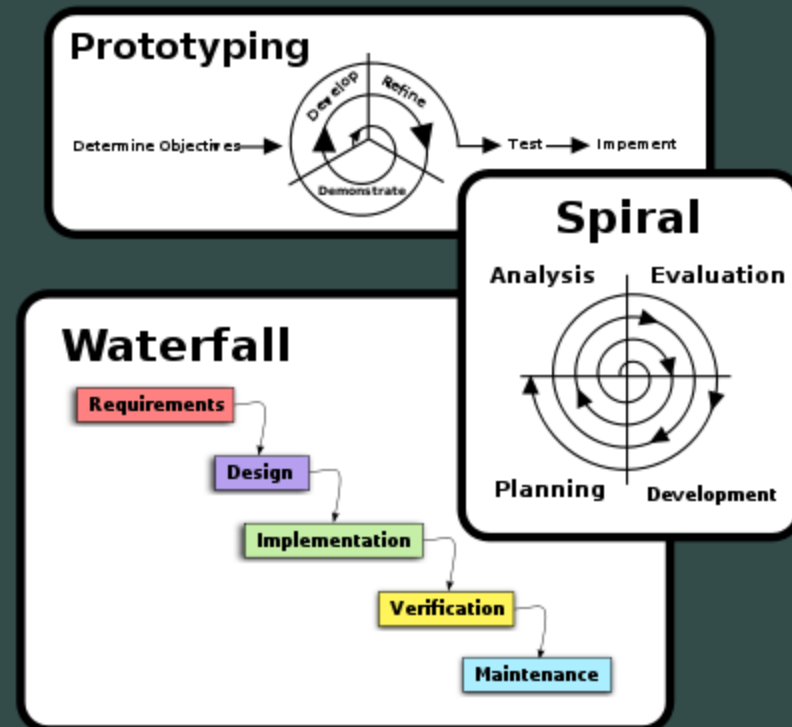 Prototyping
Develop
Refine
Determine Objectives
Test
Impement
Demonstrate
Spiral
Analysis
Evaluation
Planning
Development
Waterfall
Requirements
Design
Implementation
Verification
Maintenance